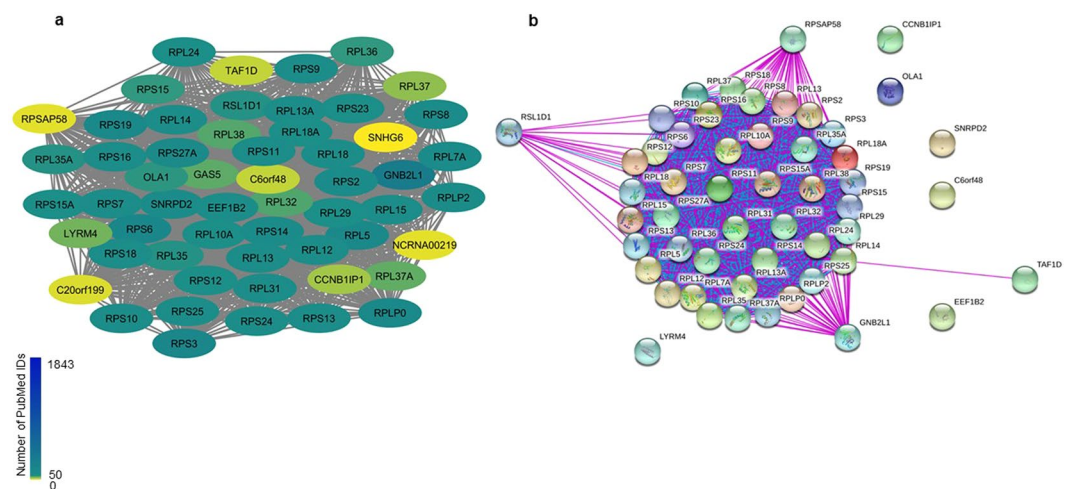 a
RPL24
RPL36
TAF1D
RPS9
RPL37
RPS15
RSL1D1
RPL13A
RPS23
RPS8
RPSAP58
RPS19
RPL14
RPL38
RPL18A
SNHG6
RPL35A
RPS16
RPS27A
RPS11
RPL18
RPL7A
OLA1
GAS5
C6orf48
RPS2
GNB2L1
RPS15A
RPS7
SNRPD2
EEF1B2
RPL32
RPL29
RPL15
RPLP2
LYRM4
RPS6
RPL10A
RPS14
RPL5
NCRNA00219
RPS18
RPL35
RPL13
RPL12
C20orf199
RPS12
RPL31
CCNB1IP1
RPL37A
RPS10
RPS25
RPS24
RPS13
RPLP0
RPS3
Number of PubMed IDs
1843
50
0
b
RPSAP58
CCNB1IP1
OLA1
RSL1D1
SNRPD2
C6orf48
TAF1D
EEF1B2
LYRM4
GNB2L1
RPL37
RPS18
RPS8
RPL13
RPS10
RPS16
RPS2
RPS23
RPS9
RPS3
RPS6
RPL10A
RPL35A
RPS12
RPL18A
RPS7
RPS15A
RPS19
RPL18
RPS11
RPL38
RPS15
RPS27A
RPL15
RPL31
RPL32
RPL29
RPS13
RPL36
RPL24
RPS24
RPS14
RPL14
RPL5
RPL13A
RPS25
RPL12
RPL7A
RPLP2
RPL35
RPL37A
RPLP0